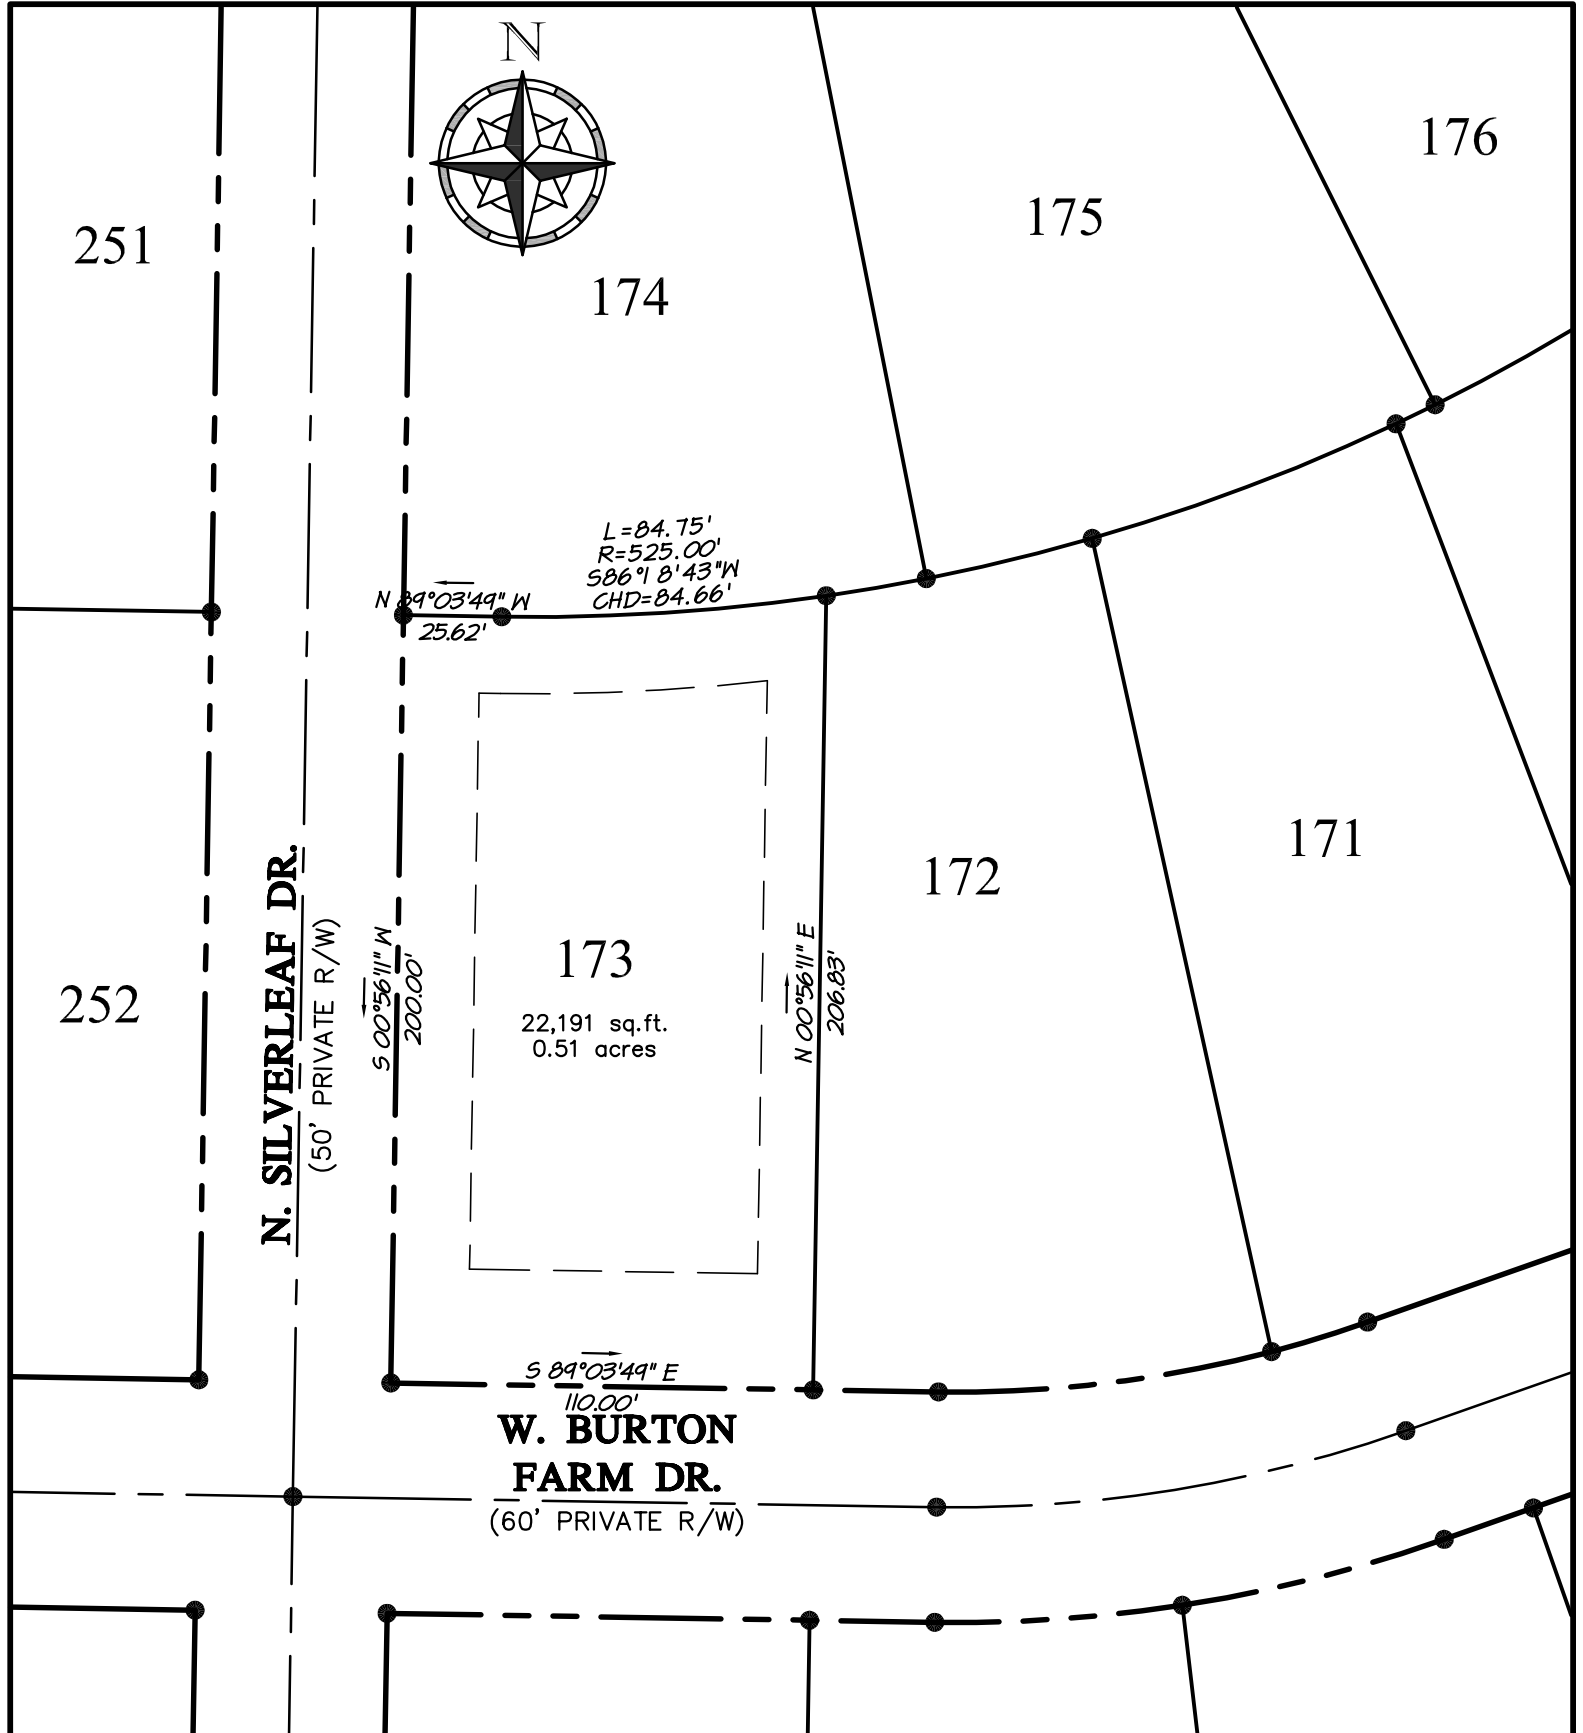 N
176
175
251
174
L=84.75'
R=525.00'
S86°18'43"W
CHD=84.66'
N 89°03'49" W
25.62'
171
172
173
22,191 sq.ft.
0.51 acres
252
N. SILVERLEAF DR.
(50' PRIVATE R/W)
S 00°56'11" W
200.00'
N 00°56'11" E
206.83'
S 89°03'49" E
110.00'
W. BURTON
FARM DR.
(60' PRIVATE R/W)